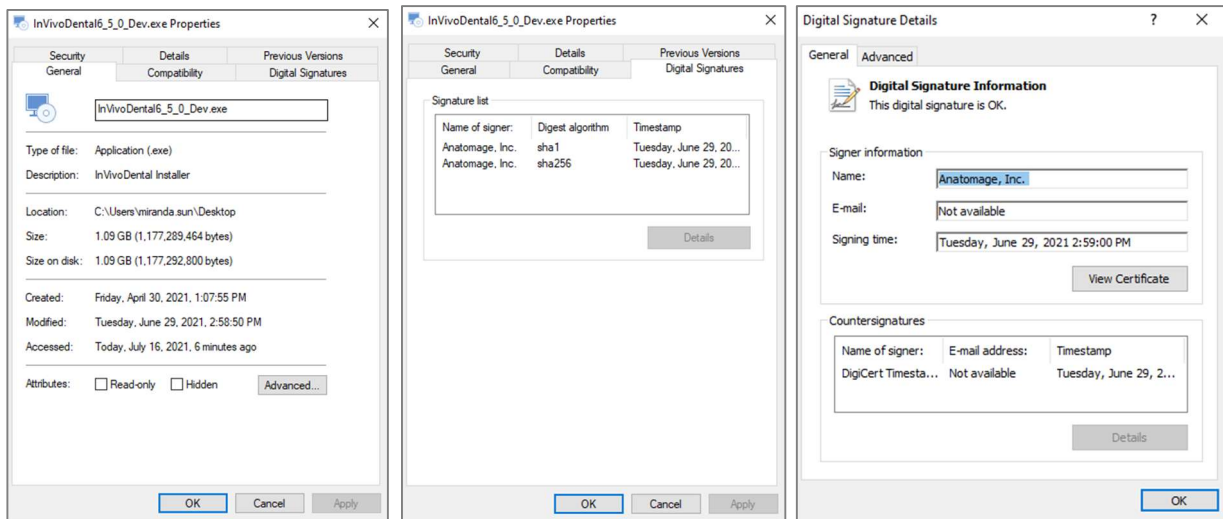 InVivoDental6_5_0_Dev.exe Properties
Security Details Previous Versions
General Compatibility Digital Signatures
InVivoDental6_5_0_Dev.exe
Type of file: Application (.exe)
Description: InVivoDental Installer
Location: C:\Users\miranda.sun\Desktop
Size: 1.09 GB (1,177,289,464 bytes)
Size on disk: 1.09 GB (1,177,292,800 bytes)
Created: Friday, April 30, 2021, 1:07:55 PM
Modified: Tuesday, June 29, 2021, 2:58:50 PM
Accessed: Today, July 16, 2021, 6 minutes ago
Attributes: Read-only Hidden Advanced...
OK Cancel Apply
InVivoDental6_5_0_Dev.exe Properties
Security Details Previous Versions
General Compatibility Digital Signatures
Signature list
Name of signer: Digest algorithm Timestamp
Anatomage, Inc. sha1 Tuesday, June 29, 20...
Anatomage, Inc. sha256 Tuesday, June 29, 20...
Details
OK Cancel Apply
Digital Signature Details ?
General Advanced
Digital Signature Information
This digital signature is OK.
Signer information
Name: Anatomage, Inc.
E-mail: Not available
Signing time: Tuesday, June 29, 2021 2:59:00 PM
View Certificate
Countersignatures
Name of signer: E-mail address: Timestamp
DigiCert Timesta... Not available Tuesday, June 29, 2...
Details
OK